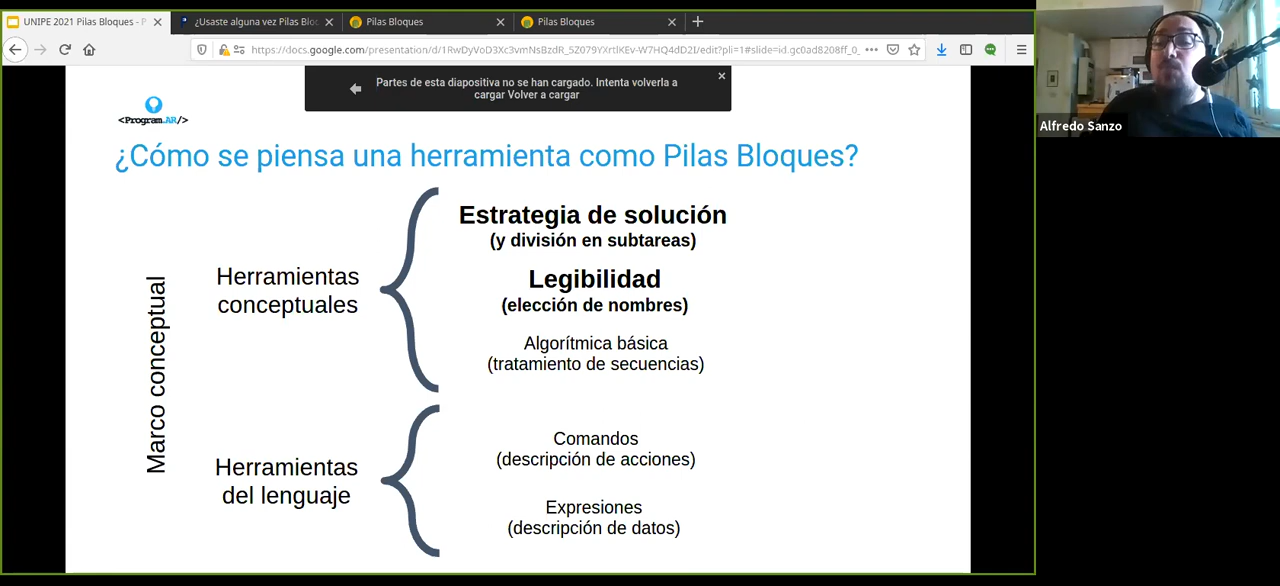 UNIPE 2021 Pilas Bloques - P
¿Usaste alguna vez Pilas Bloc
Pilas Bloques
Pilas Bloques
https://docs.google.com/presentation/d/1RwDyVoD3Xc3vmNsBzdR_5Z079YXrtIKEv-W7HQ4dD2I/edit?pli=1#slide=id.gc0ad8208ff_0_
Partes de esta diapositiva no se han cargado. Intenta volverla a
cargar Volver a cargar
<Program.AR/>
¿Cómo se piensa una herramienta como Pilas Bloques?
Marco conceptual
Herramientas
conceptuales
Estrategia de solución
(y división en subtareas)
Legibilidad
(elección de nombres)
Algorítmica básica
(tratamiento de secuencias)
Herramientas
del lenguaje
Comandos
(descripción de acciones)
Expresiones
(descripción de datos)
Alfredo Sanzo